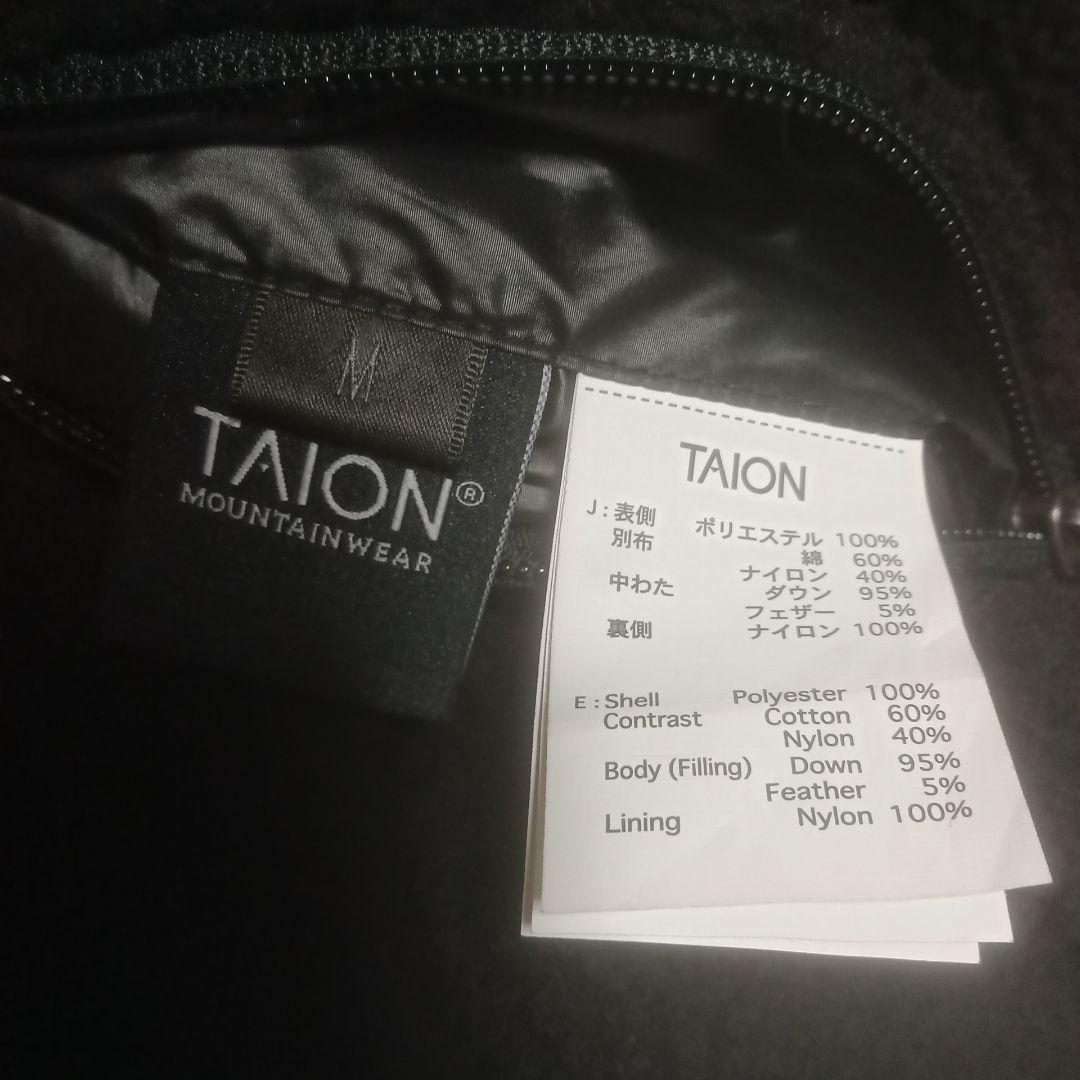 M
TAION®
MOUNTAINWEAR
TAION
J:表側 ポリエステル 100%
別布 綿 60%
ナイロン 40%
中わた ダウン 95%
フェザー 5%
裏側 ナイロン 100%
E:Shell Polyester 100%
Contrast Cotton 60%
Nylon 40%
Body (Filling) Down 95%
Feather 5%
Lining Nylon 100%